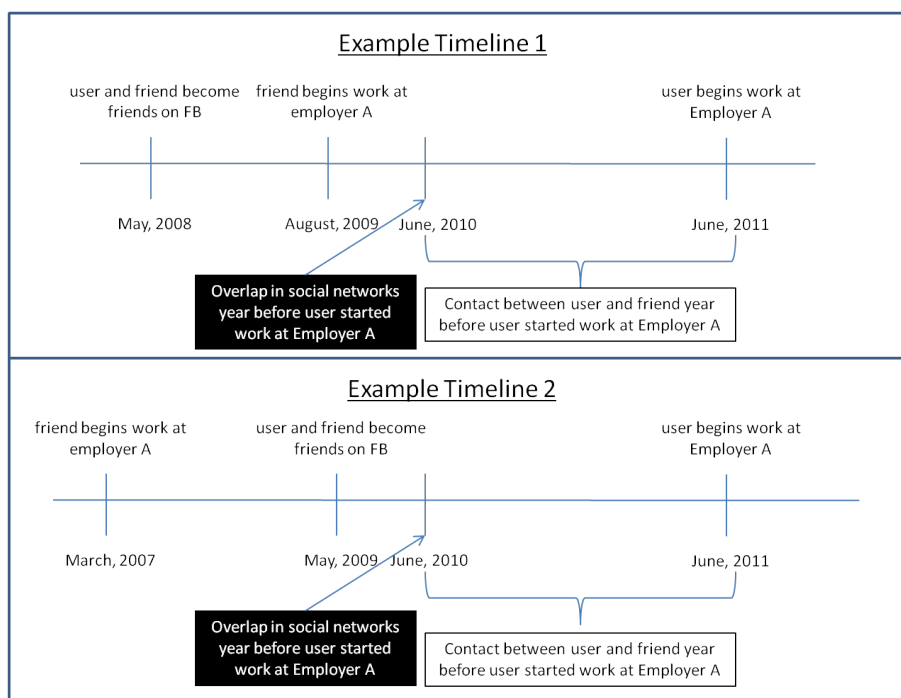 Example Timeline 1
user and friend become
friends on FB
friend begins work at
employer A
user begins work at
Employer A
May, 2008
August, 2009
June, 2010
June, 2011
Overlap in social networks
year before user started
work at Employer A
Contact between user and friend year
before user started work at Employer A
Example Timeline 2
friend begins work at
employer A
user and friend become
friends on FB
user begins work at
Employer A
March, 2007
May, 2009
June, 2010
June, 2011
Overlap in social networks
year before user started
work at Employer A
Contact between user and friend year
before user started work at Employer A